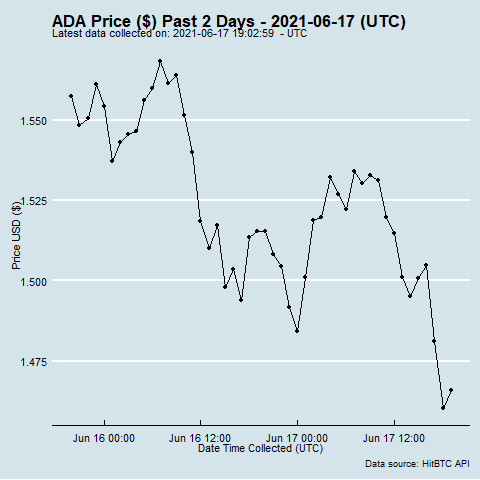 ADA Price ($) Past 2 Days - 2021-06-17 (UTC)
Latest data collected on: 2021-06-17 19:02:59 - UTC
1.550
1.525
1.500
1.475
Price USD ($)
Jun 16 00:00 Jun 16 12:00 Jun 17 00:00 Jun 17 12:00
Date Time Collected (UTC)
Data source: HitBTC API